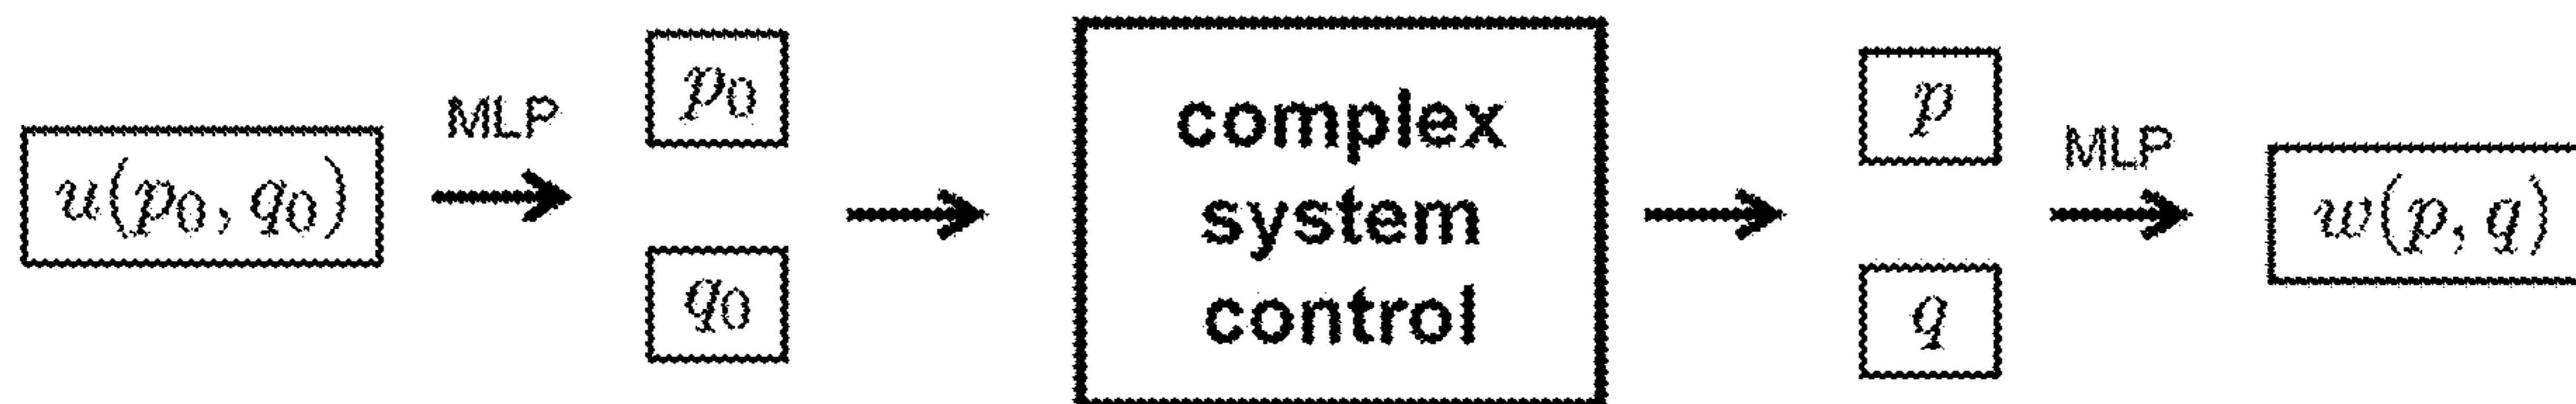 u(p₀, q₀)
MLP
p₀
q₀
complex
system
control
p
q
MLP
w(p, q)